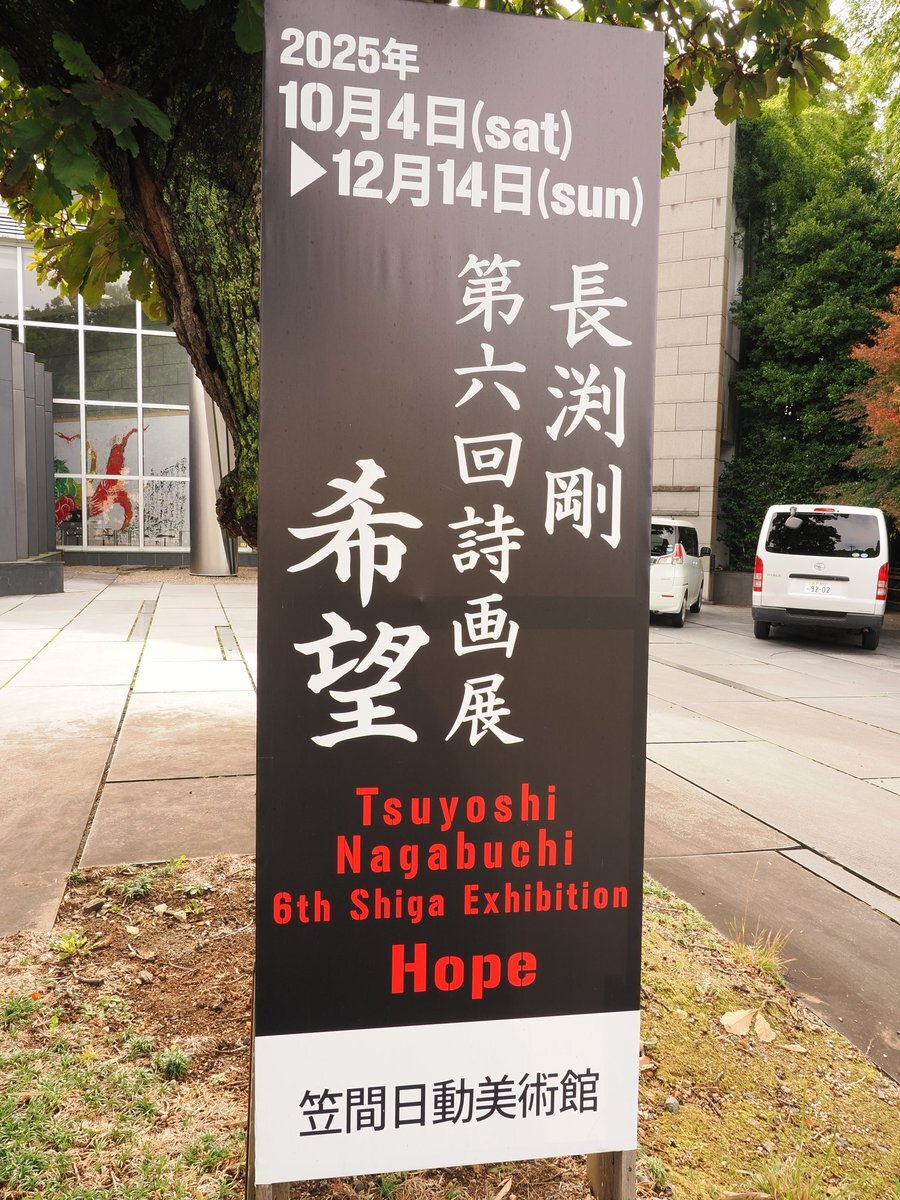 2025年
10月4日(sat)
▶12月14日(sun)
長渕剛
第六回詩画展
希望
Tsuyoshi
Nagabuchi
6th Shiga Exhibition
Hope
笠間日動美術館
92-02